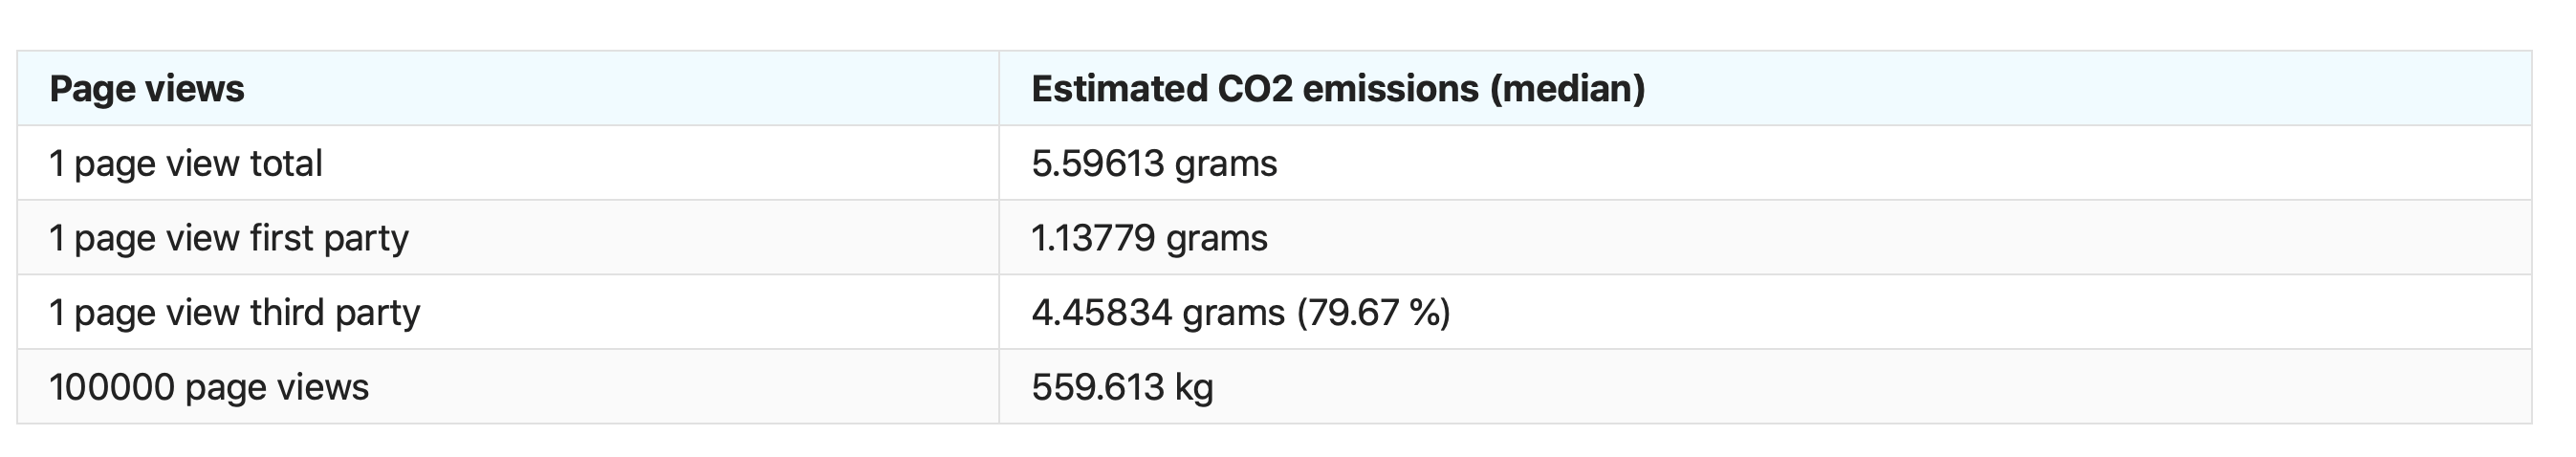 Page views Estimated CO2 emissions (median)
1 page view total 5.59613 grams
1 page view first party 1.13779 grams
1 page view third party 4.45834 grams (79.67 %)
100000 page views 559.613 kg